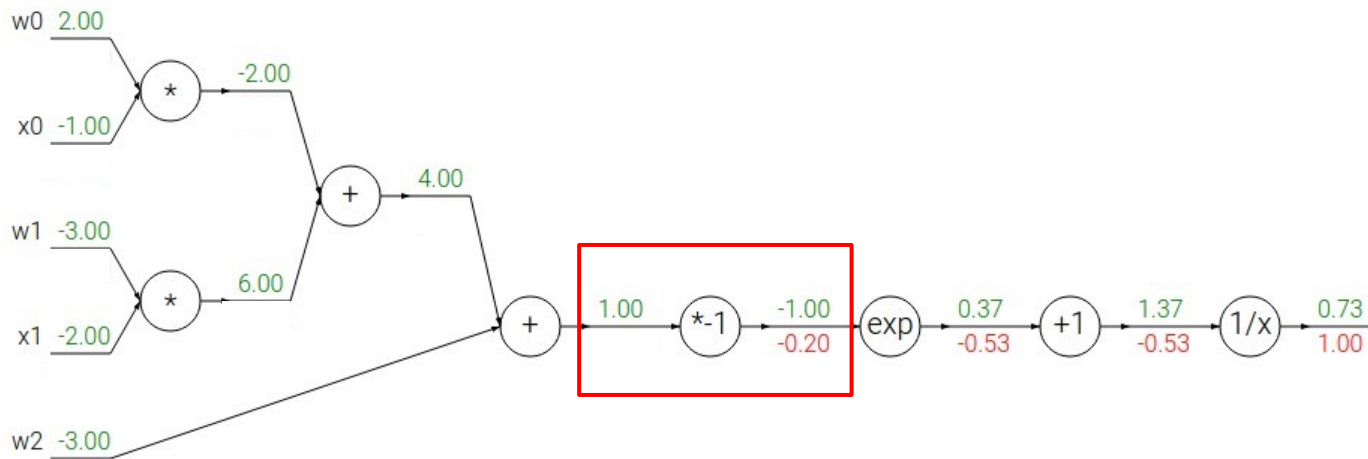 w0 2.00
* -2.00
x0 -1.00
+ 4.00
w1 -3.00
* 6.00
x1 -2.00
+ 1.00 *-1 -1.00 exp 0.37 +1 1.37 1/x 0.73
-0.20 -0.53 -0.53 1.00
w2 -3.00